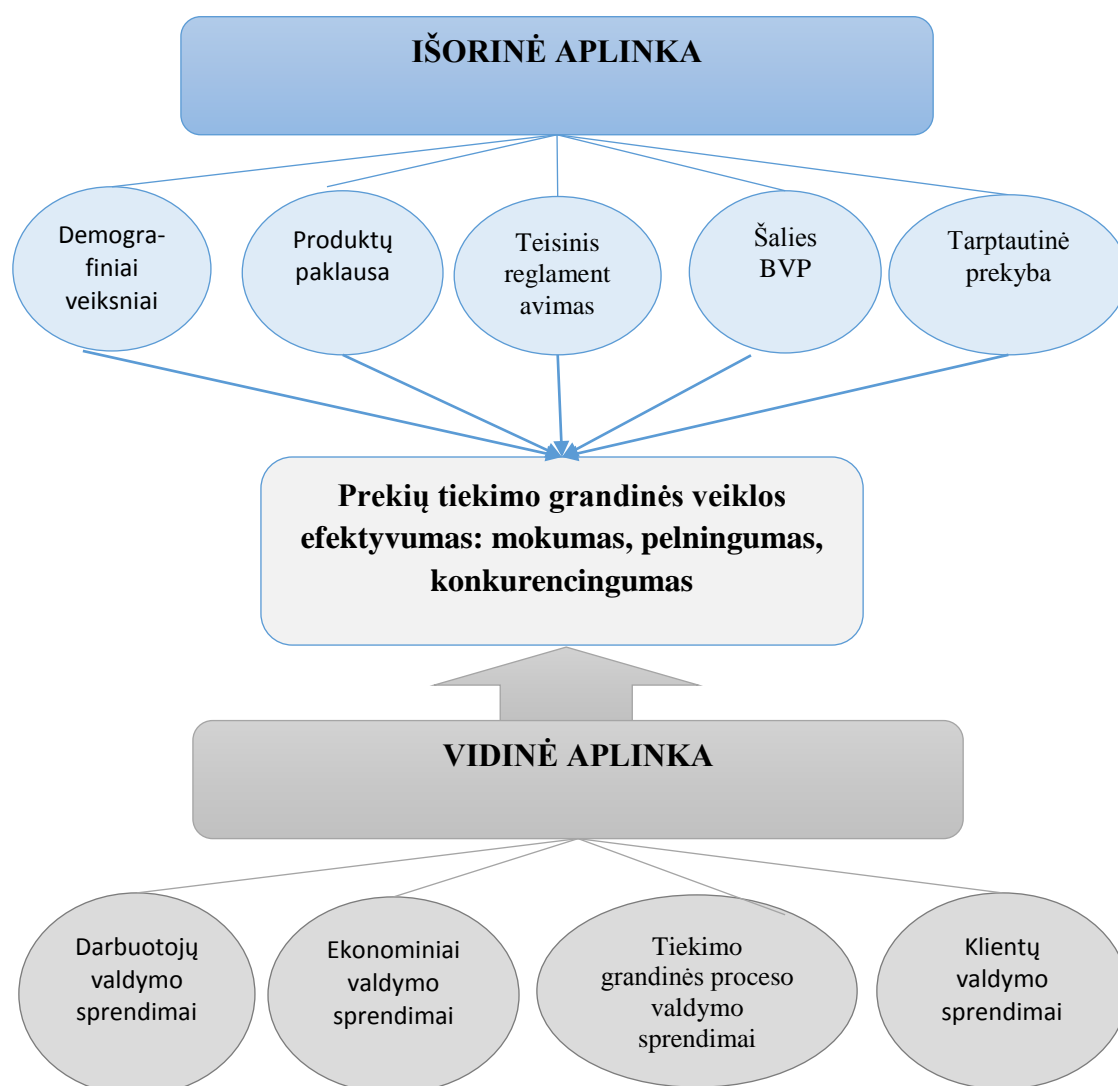 IŠORINĖ APLINKA
Demogra-
finiai
veiksniai
Produktų
paklausa
Teisinis
reglament
avimas
Šalies
BVP
Tarptautinė
prekyba
Prekių tiekimo grandinės veiklos
efektyvumas: mokumas, pelningumas,
konkurencingumas
VIDINĖ APLINKA
Darbuotojų
valdymo
sprendimai
Ekonominiai
valdymo
sprendimai
Tiekimo
grandinės proceso
valdymo
sprendimai
Klientų
valdymo
sprendimai